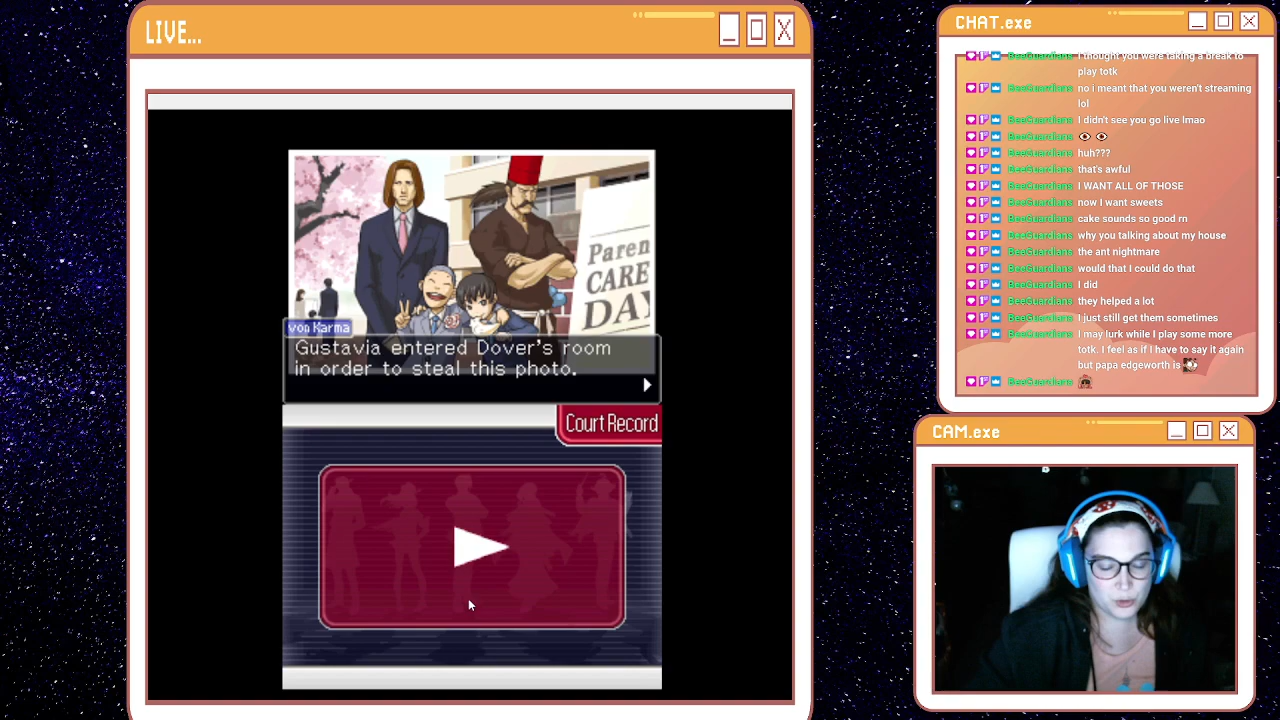 LIVE...
Paren
CARE
DAY
von Karma
Gustavia entered Dover's room
in order to steal this photo.
Court Record
CHAT.exe
BeeGuardians I thought you were taking a break to
play totk
BeeGuardians no i meant that you weren't streaming
lol
BeeGuardians I didn't see you go live lmao
BeeGuardians
BeeGuardians huh???
BeeGuardians that's awful
BeeGuardians I WANT ALL OF THOSE
BeeGuardians now I want sweets
BeeGuardians cake sounds so good rn
BeeGuardians why you talking about my house
BeeGuardians the ant nightmare
BeeGuardians would that I could do that
BeeGuardians I did
BeeGuardians they helped a lot
BeeGuardians I just still get them sometimes
BeeGuardians I may lurk while I play some more
totk. I feel as if I have to say it again
but papa edgeworth is
BeeGuardians
CAM.exe